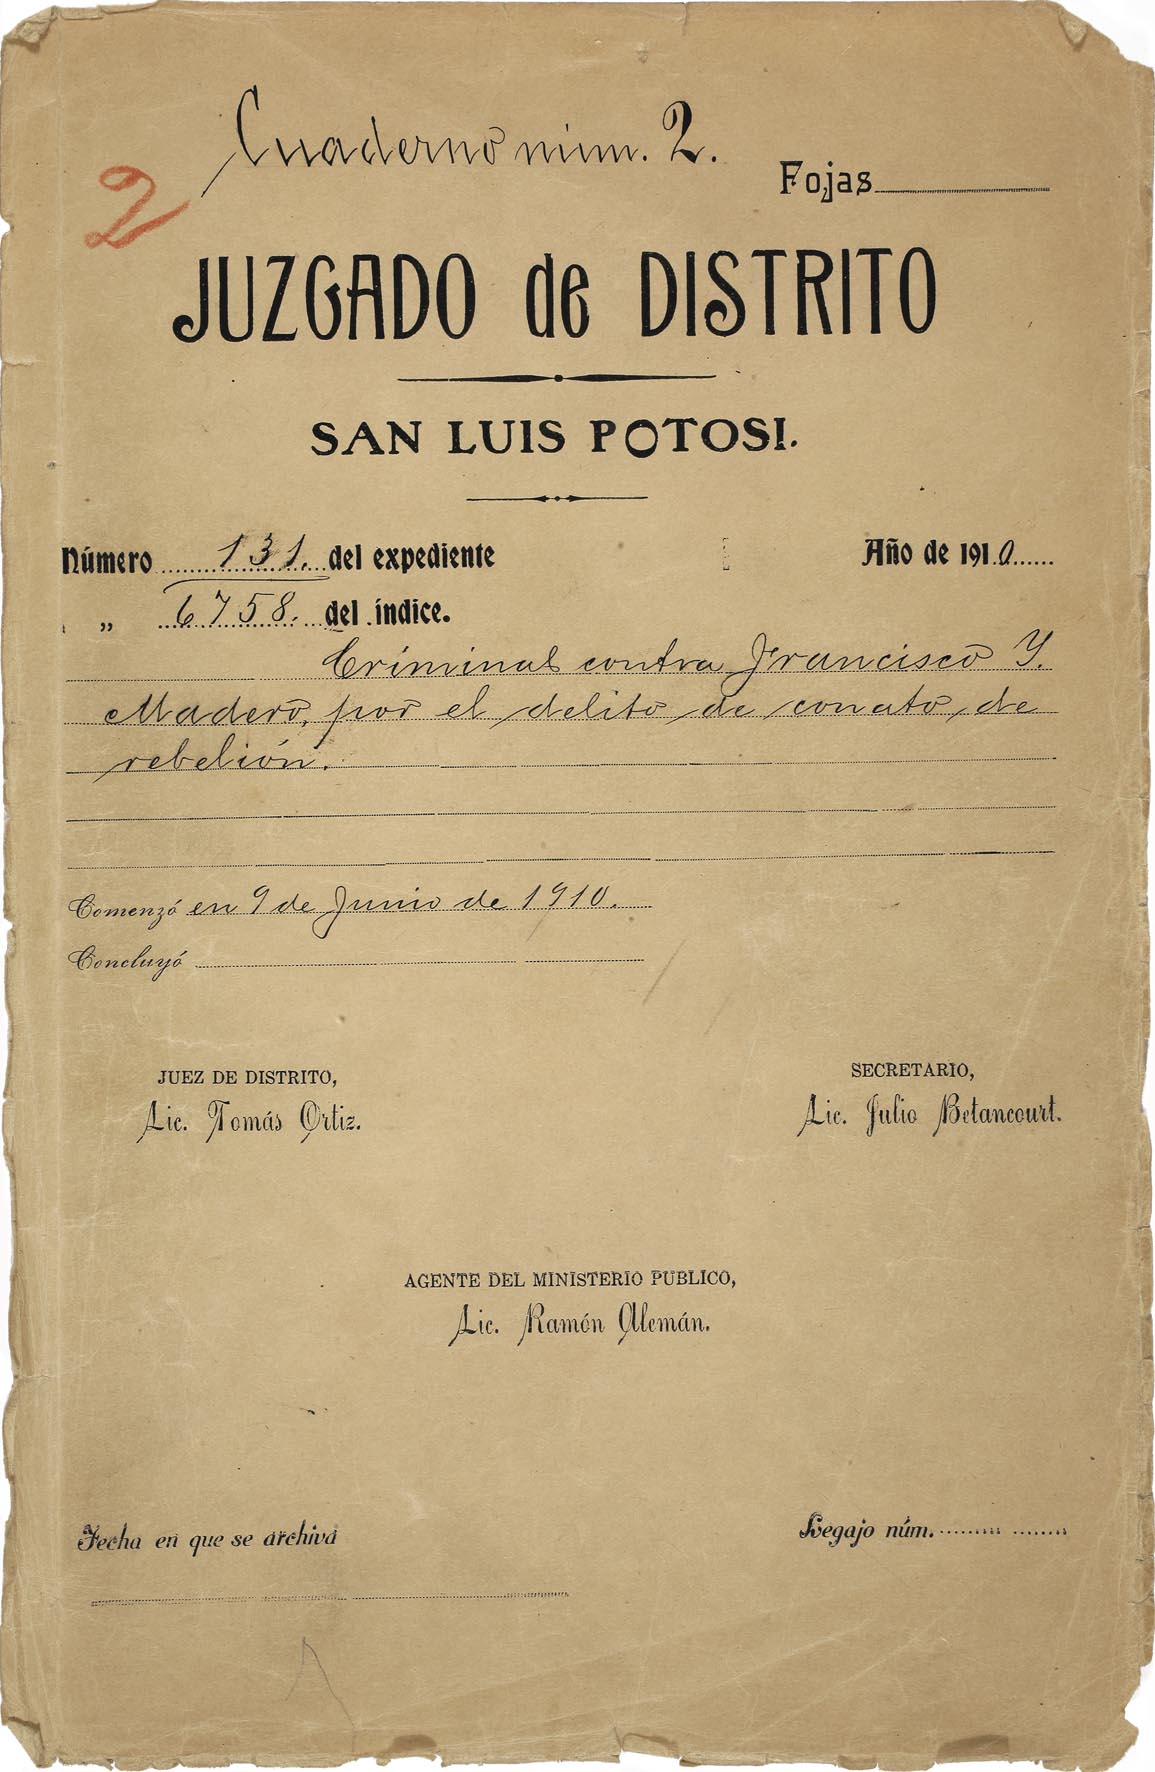 Cuaderno núm. 2.
2
Fojas
JUZGADO de DISTRITO
SAN LUIS POTOSI.
Número 131. del expediente
Año de 1910
„ 6758. del índice.
Criminal contra Francisco Y.
Madero, por el delito de conato de
rebelión.
Comenzó en 9 de Junio de 1910.
Concluyó
JUEZ DE DISTRITO,
Lic. Tomás Ortiz.
SECRETARIO,
Lic. Julio Betancourt.
AGENTE DEL MINISTERIO PUBLICO,
Lic. Ramón Alemán.
Fecha en que se archiva
Legajo núm.